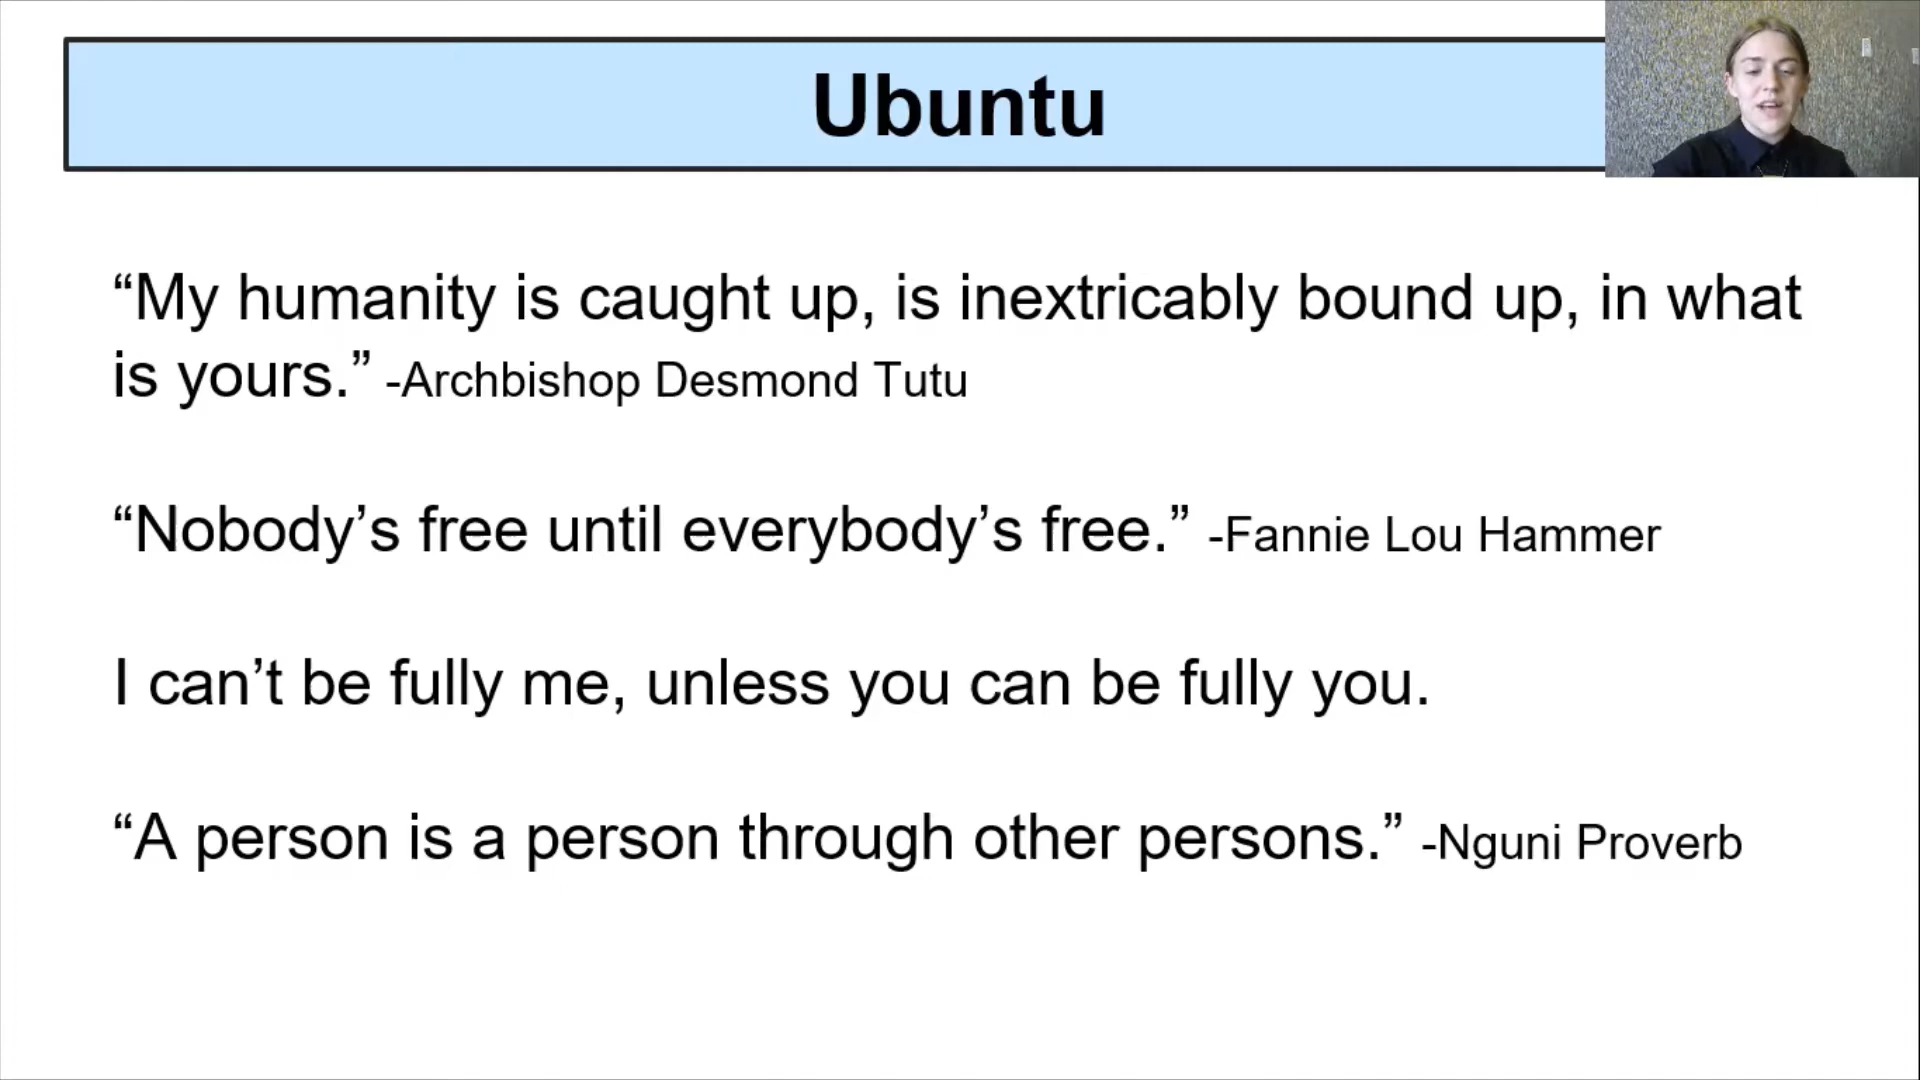 Ubuntu
“My humanity is caught up, is inextricably bound up, in what
is yours.” -Archbishop Desmond Tutu
“Nobody’s free until everybody’s free.” -Fannie Lou Hammer
I can’t be fully me, unless you can be fully you.
“A person is a person through other persons.” -Nguni Proverb